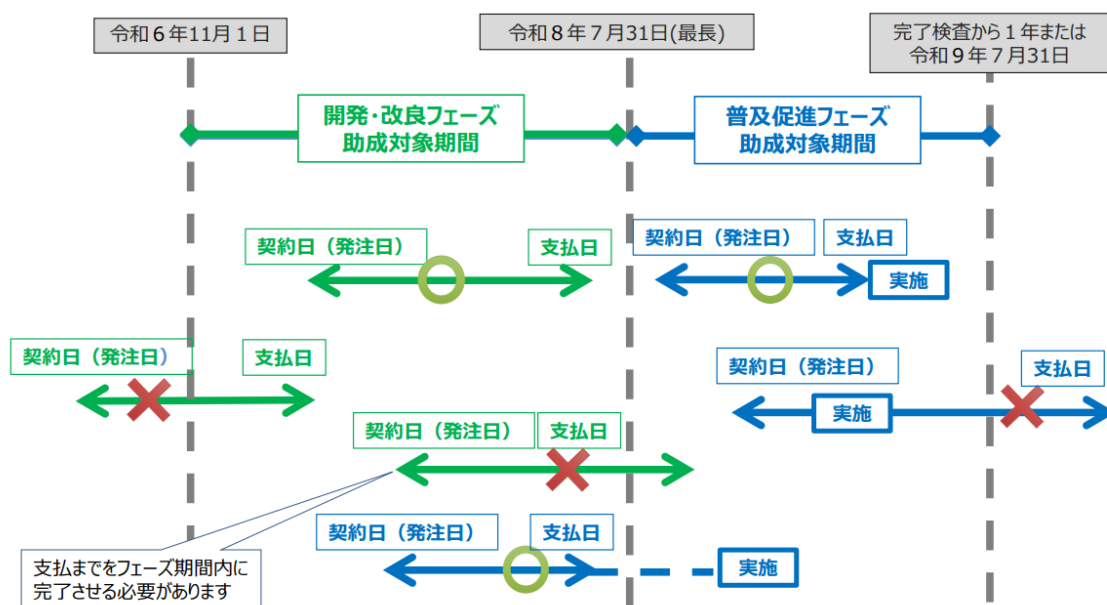 令和６年11月１日
令和８年７月31日(最長)
完了検査から１年または
令和９年７月31日
開発・改良フェーズ
助成対象期間
普及促進フェーズ
助成対象期間
契約日（発注日）
支払日
契約日（発注日）
支払日
実施
契約日（発注日）
支払日
契約日（発注日）
支払日
実施
契約日（発注日）
支払日
契約日（発注日）
支払日
実施
支払までをフェーズ期間内に
完了させる必要があります